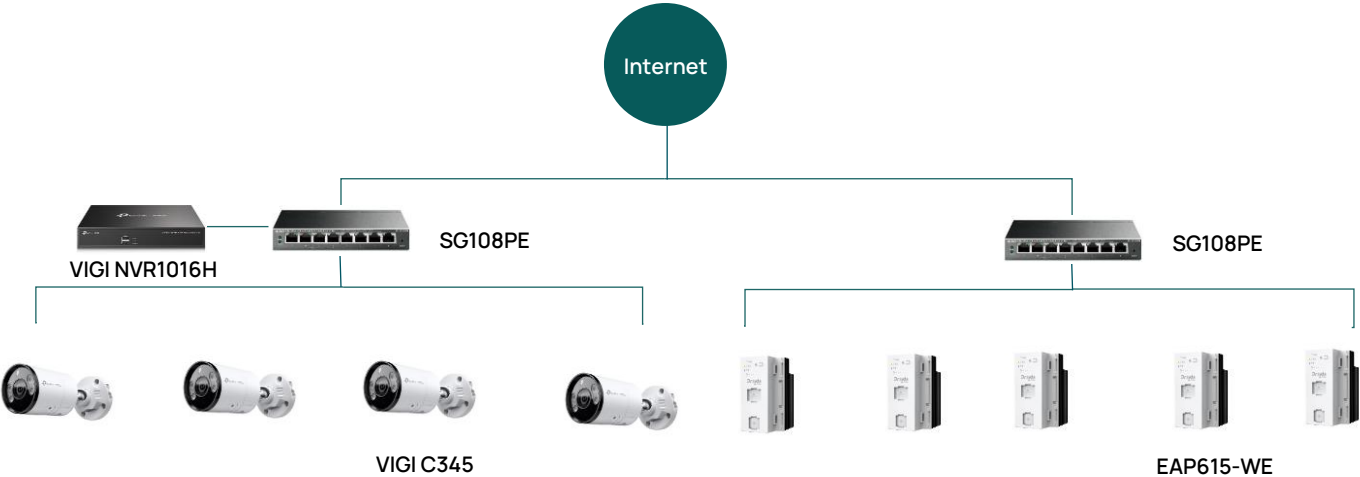 Internet
SG108PE
SG108PE
VIGI NVR1016H
VIGI C345
EAP615-WE